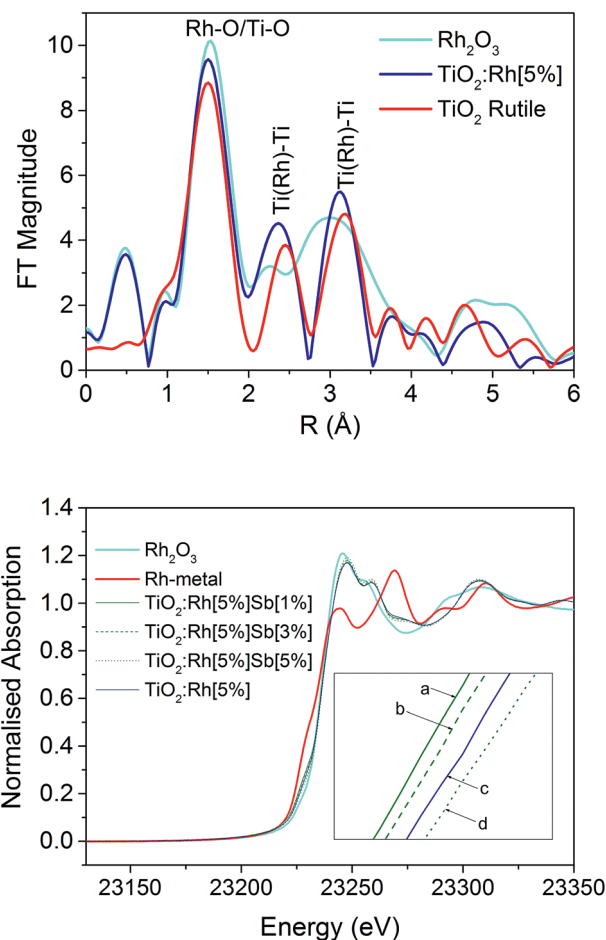 Rh-O/Ti-O
Ti(Rh)-Ti
Ti(Rh)-Ti
Rh₂O₃
TiO₂:Rh[5%]
TiO₂ Rutile
FT Magnitude
10
8
6
4
2
0
0 1 2 3 4 5 6
R (Å)
Normalised Absorption
1.4
1.2
1.0
0.8
0.6
0.4
0.2
0.0
Rh₂O₃
Rh-metal
TiO₂:Rh[5%]Sb[1%]
TiO₂:Rh[5%]Sb[3%]
TiO₂:Rh[5%]Sb[5%]
TiO₂:Rh[5%]
a
b
c
d
23150 23200 23250 23300 23350
Energy (eV)